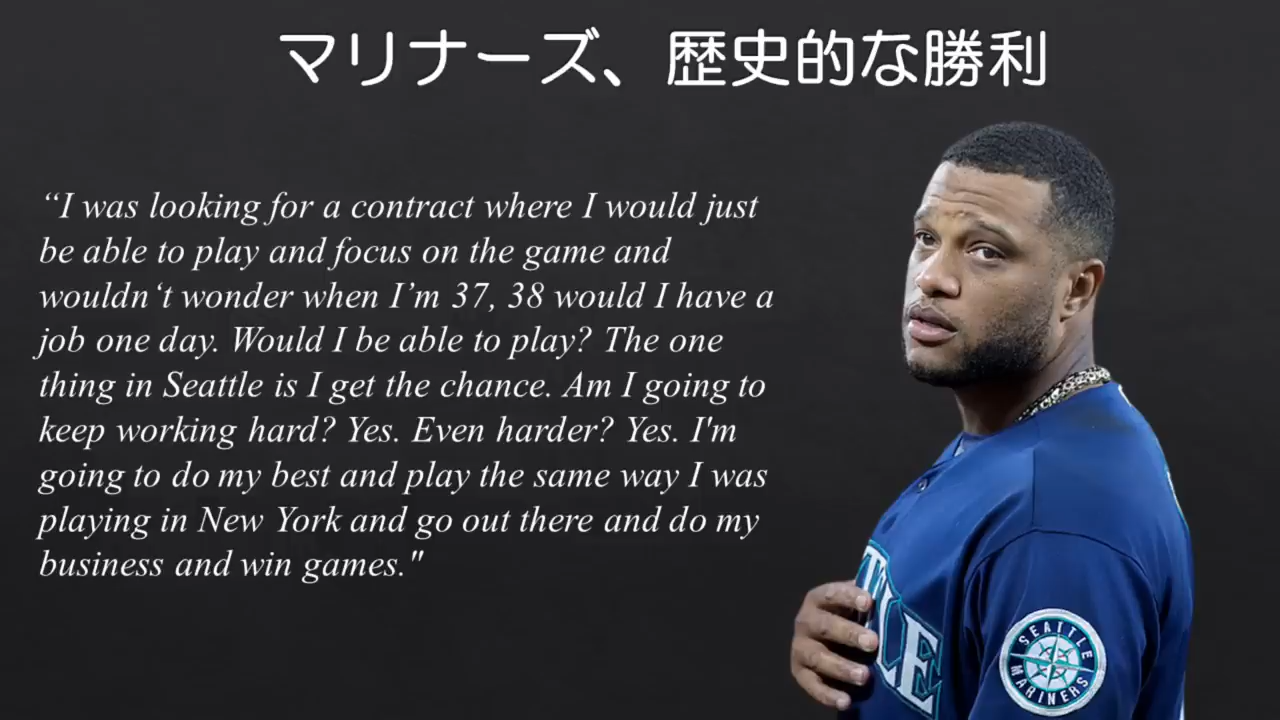 マリナーズ、歴史的な勝利
“I was looking for a contract where I would just
be able to play and focus on the game and
wouldn‘t wonder when I’m 37, 38 would I have a
job one day. Would I be able to play? The one
thing in Seattle is I get the chance. Am I going to
keep working hard? Yes. Even harder? Yes. I'm
going to do my best and play the same way I was
playing in New York and go out there and do my
business and win games."
TLE
SEATTLE
MARINERS